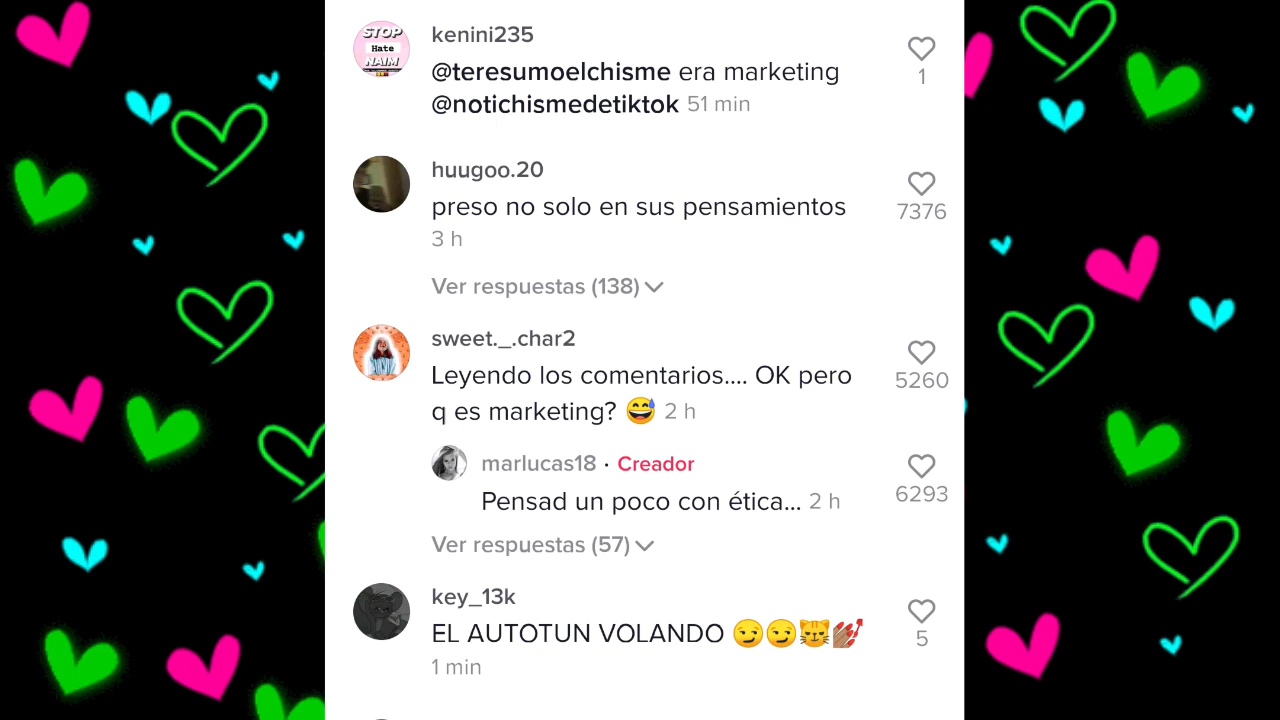 STOP
Hate
NAIM
kenini235
@teresumoelchisme era marketing
1
@notichismedetiktok 51 min
huugoo.20
preso no solo en sus pensamientos
7376
3 h
Ver respuestas (138)
sweet._.char2
Leyendo los comentarios.... OK pero
5260
q es marketing? 😅 2 h
marlucas18 · Creador
Pensad un poco con ética... 2 h
6293
Ver respuestas (57)
key_13k
EL AUTOTUN VOLANDO 😏😏😼💅🏽
5
1 min